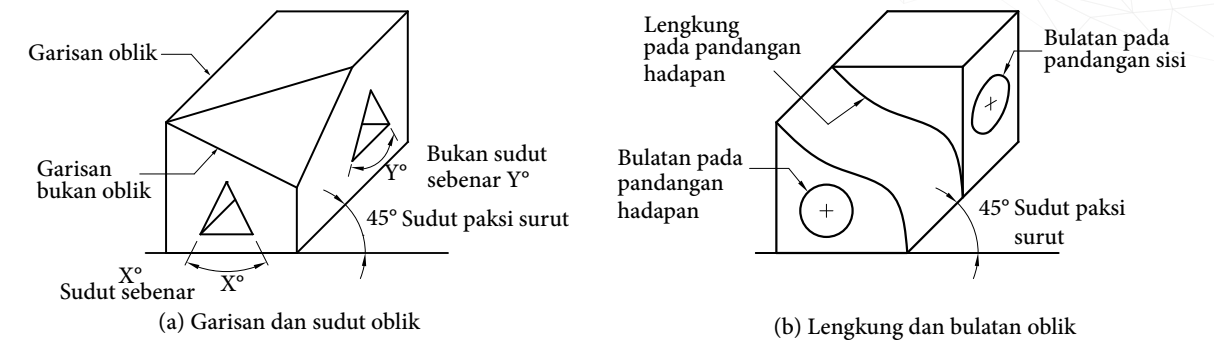 Garisan oblik
Garisan
bukan oblik
X°
Sudut sebenar
X°
Y°
Bukan sudut
sebenar Y°
45° Sudut paksi surut
(a) Garisan dan sudut oblik
Lengkung
pada pandangan
hadapan
Bulatan pada
pandangan sisi
Bulatan pada
pandangan
hadapan
45° Sudut paksi
surut
(b) Lengkung dan bulatan oblik